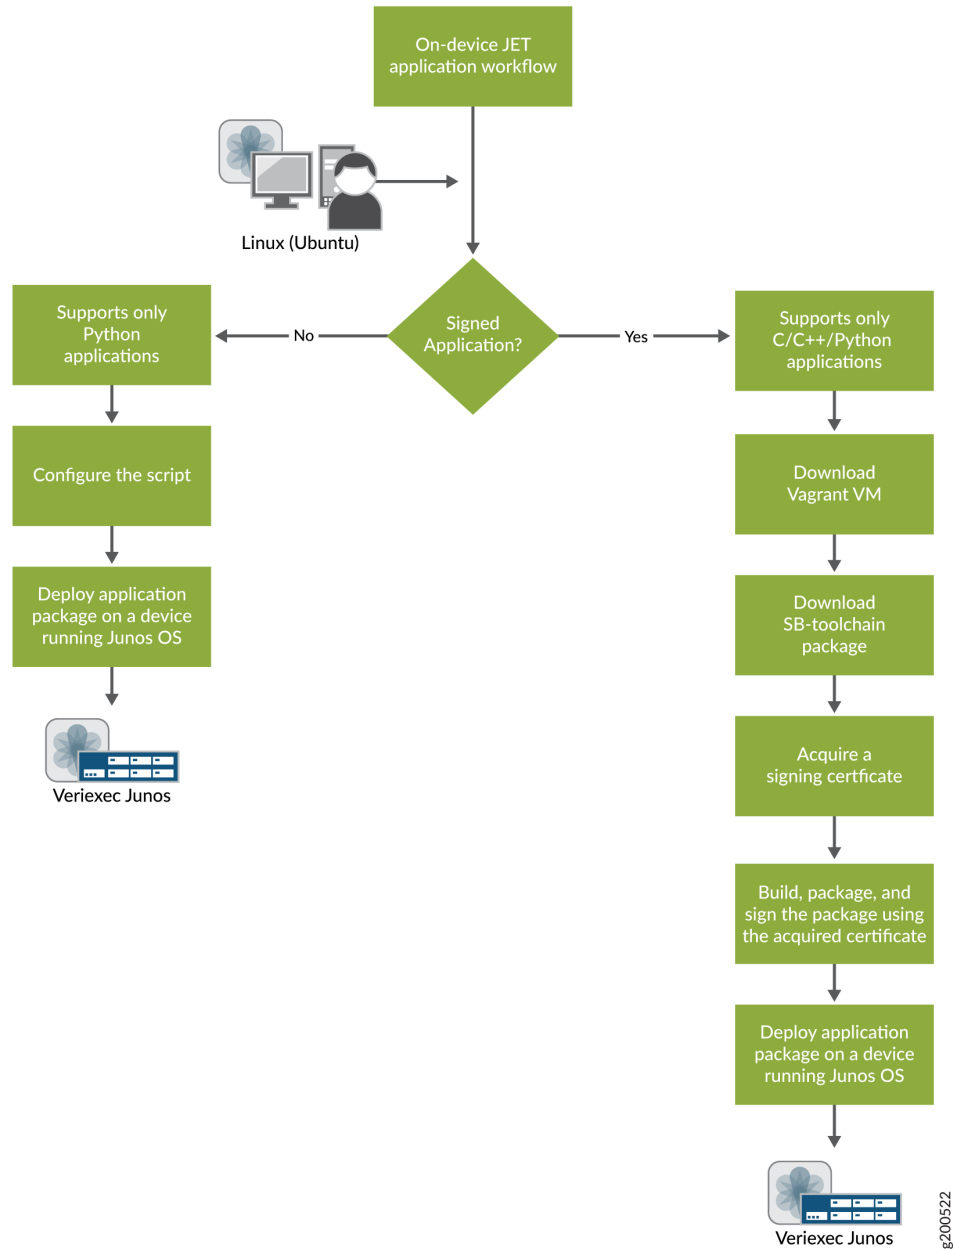 On-device JET
application workflow
Linux (Ubuntu)
Signed
Application?
No
Yes
Supports only
Python
applications
Configure the script
Deploy application
package on a device
running Junos OS
Veriexec Junos
Supports only
C/C++/Python
applications
Download
Vagrant VM
Download
SB-toolchain
package
Acquire a
signing certficate
Build, package, and
sign the package using
the acquired certificate
Deploy application
package on a device
running Junos OS
Veriexec Junos
g200522